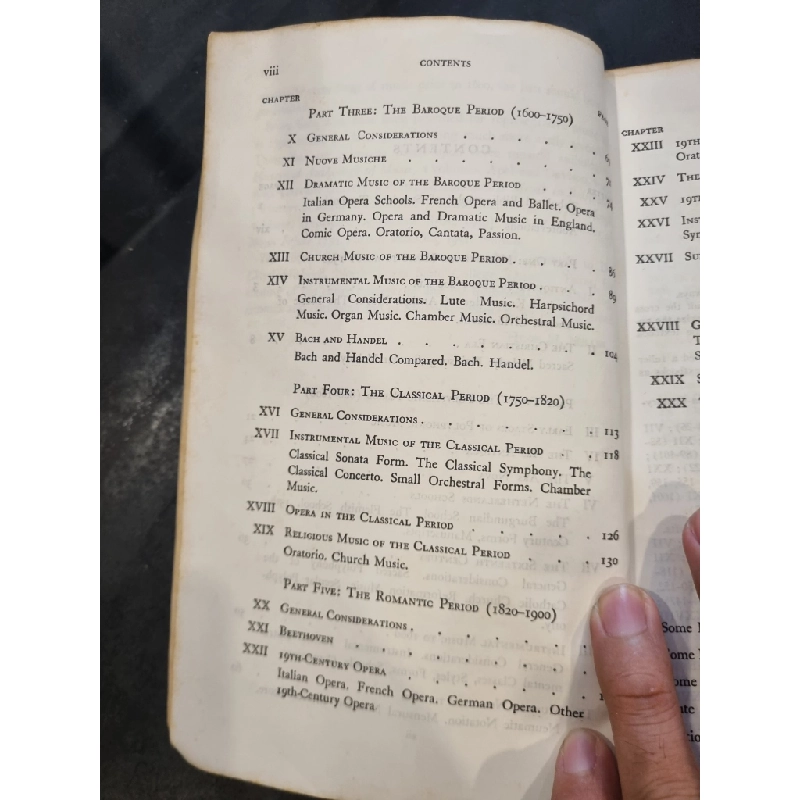 viii
CONTENTS
CHAPTER
PART THREE: THE BAROQUE PERIOD (1600–1750)
X GENERAL CONSIDERATIONS . . . . .
XI NUOVE MUSICHE . . . . . . .
XII DRAMATIC MUSIC OF THE BAROQUE PERIOD . . . 74
Italian Opera Schools. French Opera and Ballet. Opera
in Germany. Opera and Dramatic Music in England.
Comic Opera. Oratorio, Cantata, Passion.
XIII CHURCH MUSIC OF THE BAROQUE PERIOD . . . . 86
XIV INSTRUMENTAL MUSIC OF THE BAROQUE PERIOD . . . 89
General Considerations. Lute Music. Harpsichord
Music. Organ Music. Chamber Music. Orchestral Music.
XV BACH AND HANDEL . . . . . . . 104
Bach and Handel Compared. Bach. Handel.
PART FOUR: THE CLASSICAL PERIOD (1750–1820)
XVI GENERAL CONSIDERATIONS . . . . . . 113
XVII INSTRUMENTAL MUSIC OF THE CLASSICAL PERIOD . . 118
Classical Sonata Form. The Classical Symphony. The
Classical Concerto. Small Orchestral Forms. Chamber
Music.
XVIII OPERA IN THE CLASSICAL PERIOD . . . . . 126
XIX RELIGIOUS MUSIC OF THE CLASSICAL PERIOD . . . 130
Oratorio. Church Music.
PART FIVE: THE ROMANTIC PERIOD (1820–1900)
XX GENERAL CONSIDERATIONS . . . . .
XXI BEETHOVEN . . . . . . .
XXII 19TH-CENTURY OPERA . . . . . .
Italian Opera. French Opera. German Opera. Other
19th-Century Opera
CHAPTER
XXIII 19TH
XXIV THE
XXV 19TH
XXVI
XXVII
XXVIII
XXIX
XXX
Some